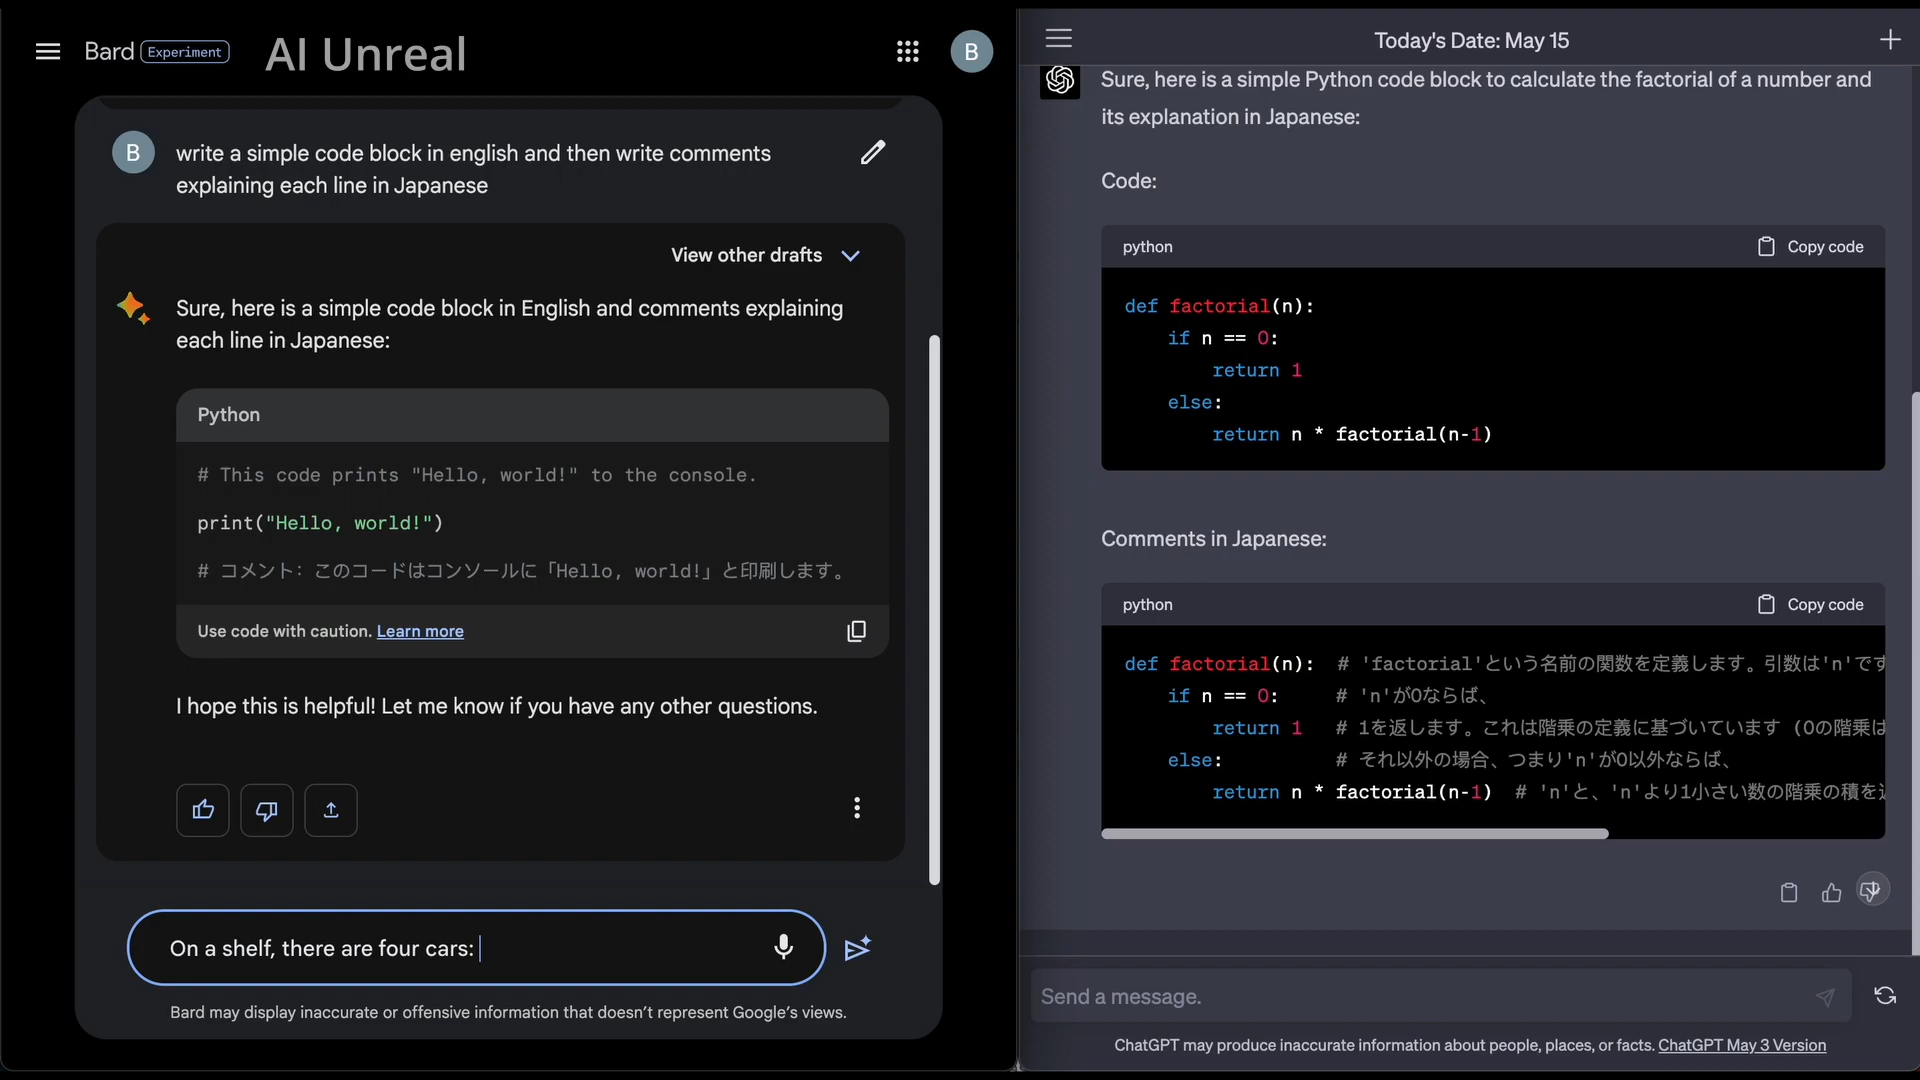 Bard Experiment
AI Unreal
B
B
write a simple code block in english and then write comments
explaining each line in Japanese
View other drafts
Sure, here is a simple code block in English and comments explaining
each line in Japanese:
Python
# This code prints "Hello, world!" to the console.
print("Hello, world!")
# コメント: このコードはコンソールに「Hello, world!」と印刷します。
Use code with caution. Learn more
I hope this is helpful! Let me know if you have any other questions.
On a shelf, there are four cars:
Bard may display inaccurate or offensive information that doesn't represent Google's views.
Today's Date: May 15
Sure, here is a simple Python code block to calculate the factorial of a number and
its explanation in Japanese:
Code:
python
Copy code
def factorial(n):
    if n == 0:
        return 1
    else:
        return n * factorial(n-1)
Comments in Japanese:
python
Copy code
def factorial(n):  # 'factorial'という名前の関数を定義します。引数は'n'です
    if n == 0:     # 'n'が0ならば、
        return 1   # 1を返します。これは階乗の定義に基づいています（0の階乗は
    else:          # それ以外の場合、つまり'n'が0以外ならば、
        return n * factorial(n-1)  # 'n'と、'n'より1小さい数の階乗の積を
Send a message.
ChatGPT may produce inaccurate information about people, places, or facts. ChatGPT May 3 Version